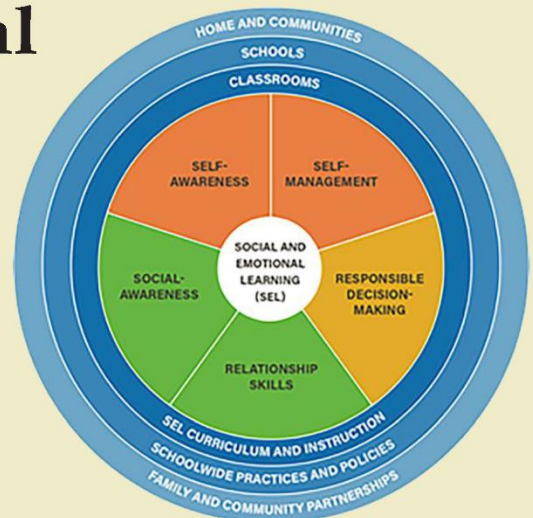 al
HOME AND COMMUNITIES
SCHOOLS
CLASSROOMS
SELF-
AWARENESS
SELF-
MANAGEMENT
SOCIAL AND
EMOTIONAL
LEARNING
(SEL)
SOCIAL-
AWARENESS
RESPONSIBLE
DECISION-
MAKING
RELATIONSHIP
SKILLS
SEL CURRICULUM AND INSTRUCTION
SCHOOLWIDE PRACTICES AND POLICIES
FAMILY AND COMMUNITY PARTNERSHIPS